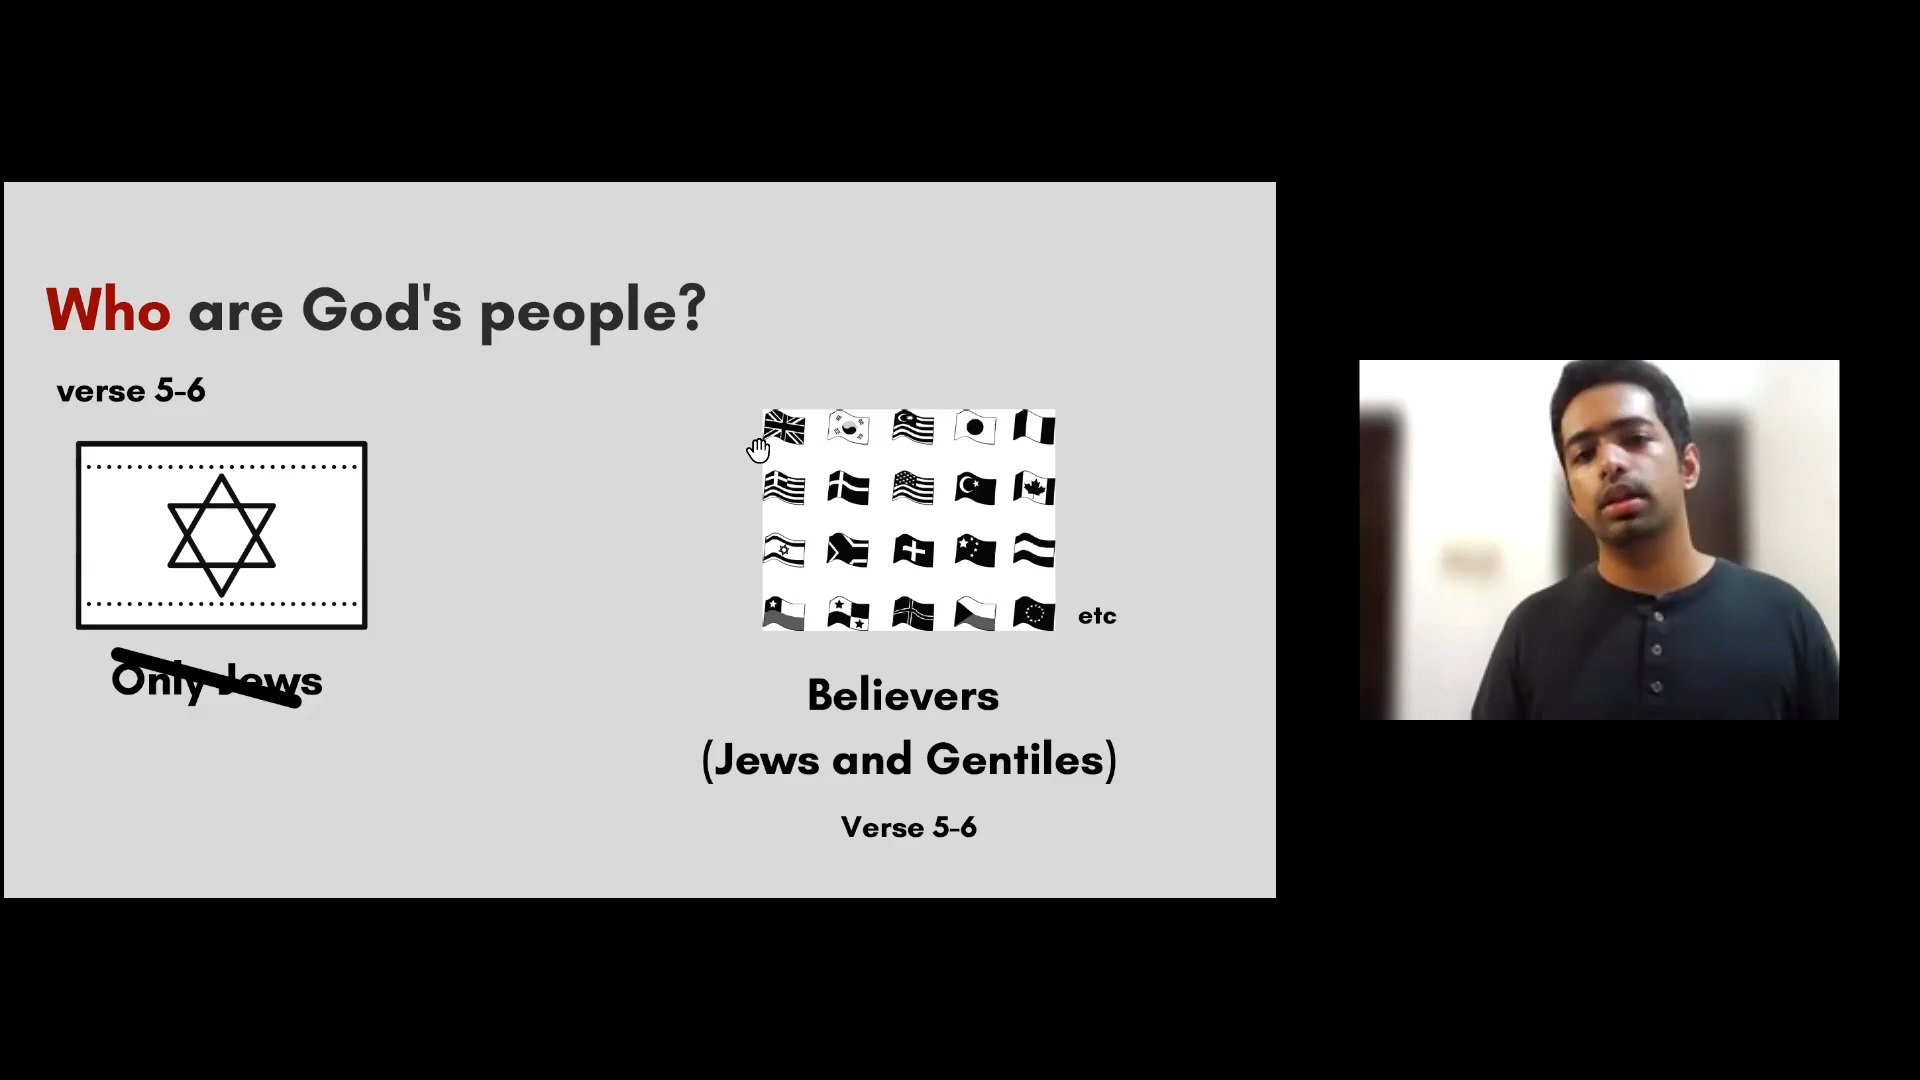 Who are God's people?
verse 5-6
Only Jews
etc
Believers
(Jews and Gentiles)
Verse 5-6